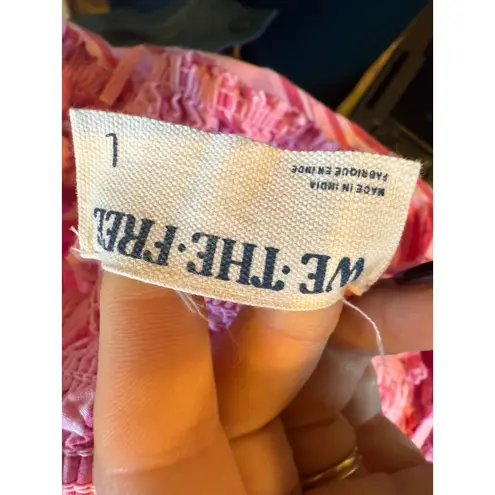 WE·THE·FREE
MADE IN INDIA
FABRIQUE EN INDE
L